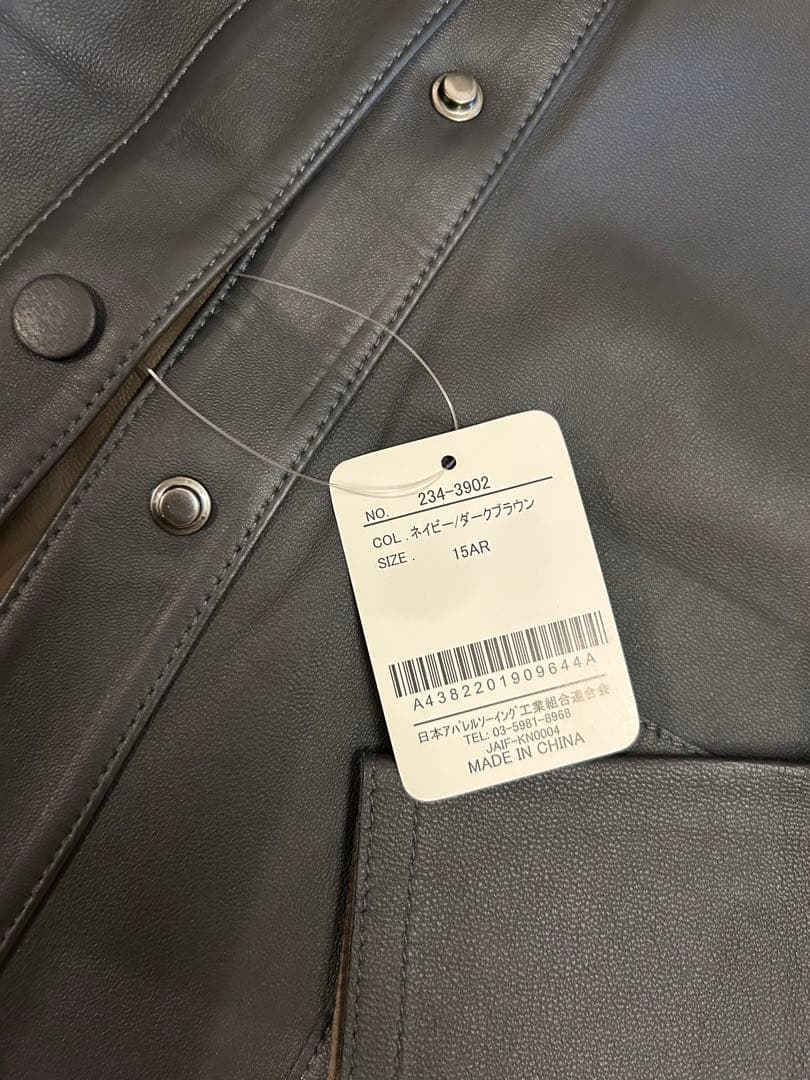 NO. 234-3902
COL . ネイビー/ダークブラウン
SIZE . 15AR
A4382201909644A
日本アパレルソーイング工業組合連合会
TEL: 03-5981-8968
JAIF-KN0004
MADE IN CHINA